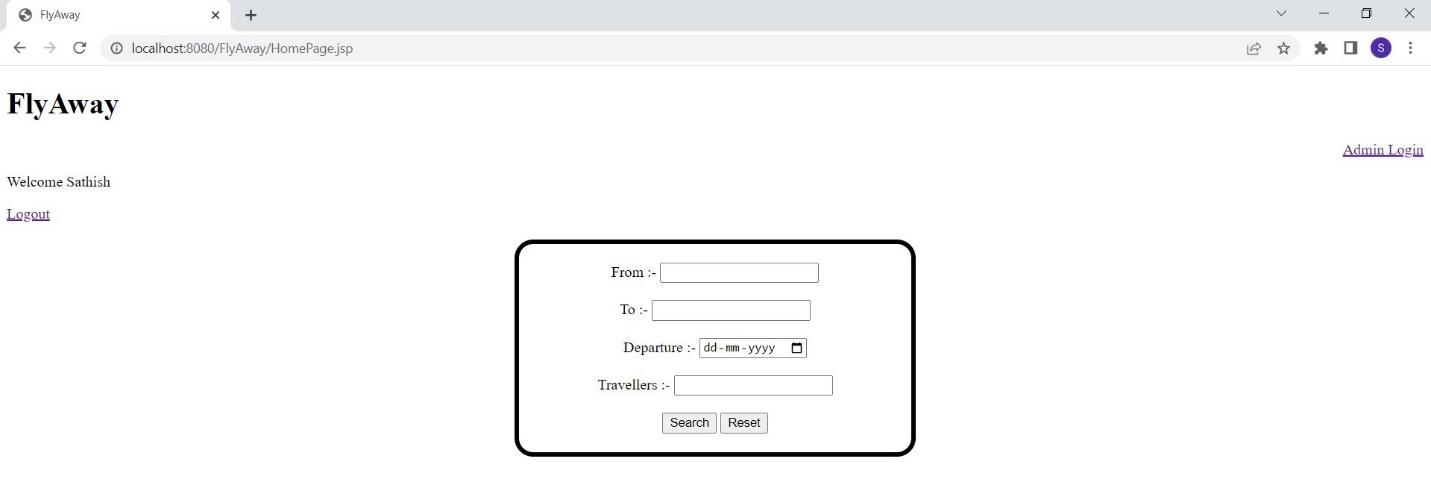 FlyAway
localhost:8080/FlyAway/HomePage.jsp
S
FlyAway
Admin Login
Welcome Sathish
Logout
From :-
To :-
Departure :- dd-mm-yyyy
Travellers :-
Search Reset